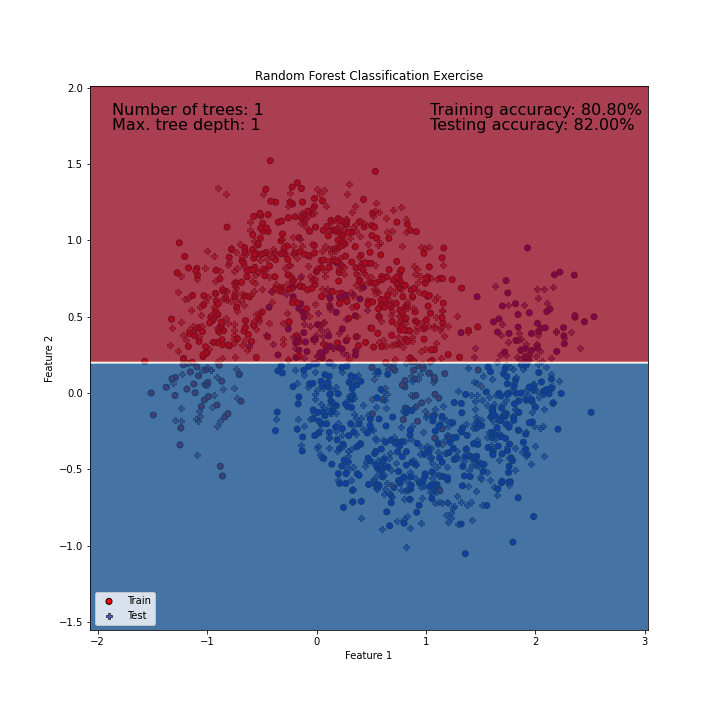 Random Forest Classification Exercise
Number of trees: 1
Max. tree depth: 1
Training accuracy: 80.80%
Testing accuracy: 82.00%
Feature 2
2.0
1.5
1.0
0.5
0.0
−0.5
−1.0
−1.5
Train
Test
−2
−1
0
1
2
3
Feature 1